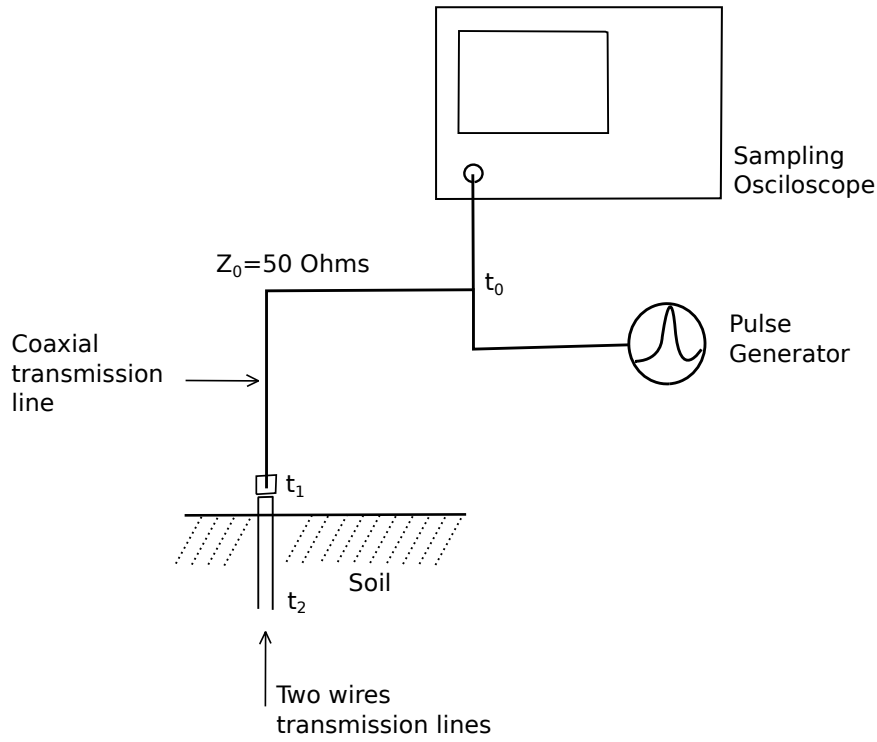 Sampling
Osciloscope
Z₀=50 Ohms
t₀
Pulse
Generator
Coaxial
transmission
line
t₁
Soil
t₂
Two wires
transmission lines